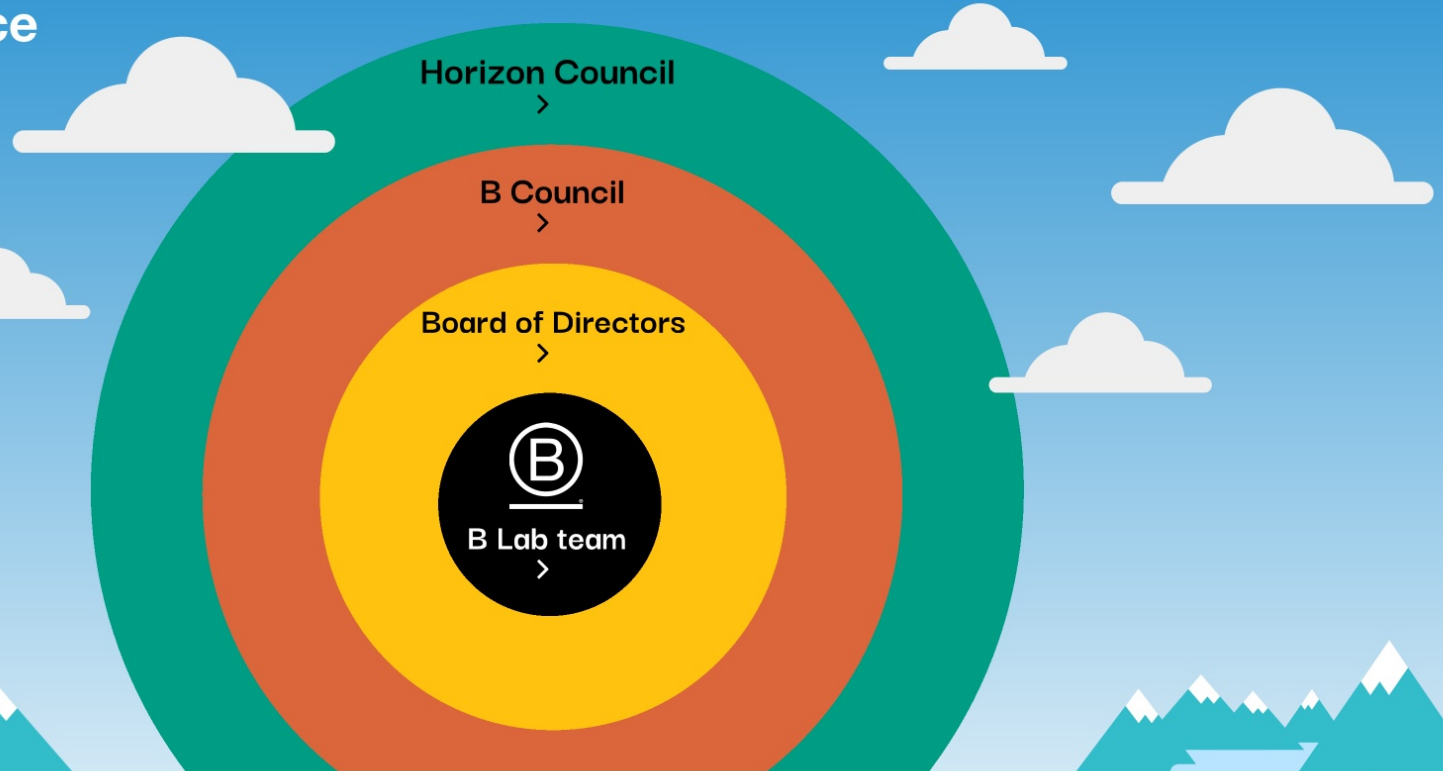 ce
Horizon Council
B Council
Board of Directors
B
B Lab team